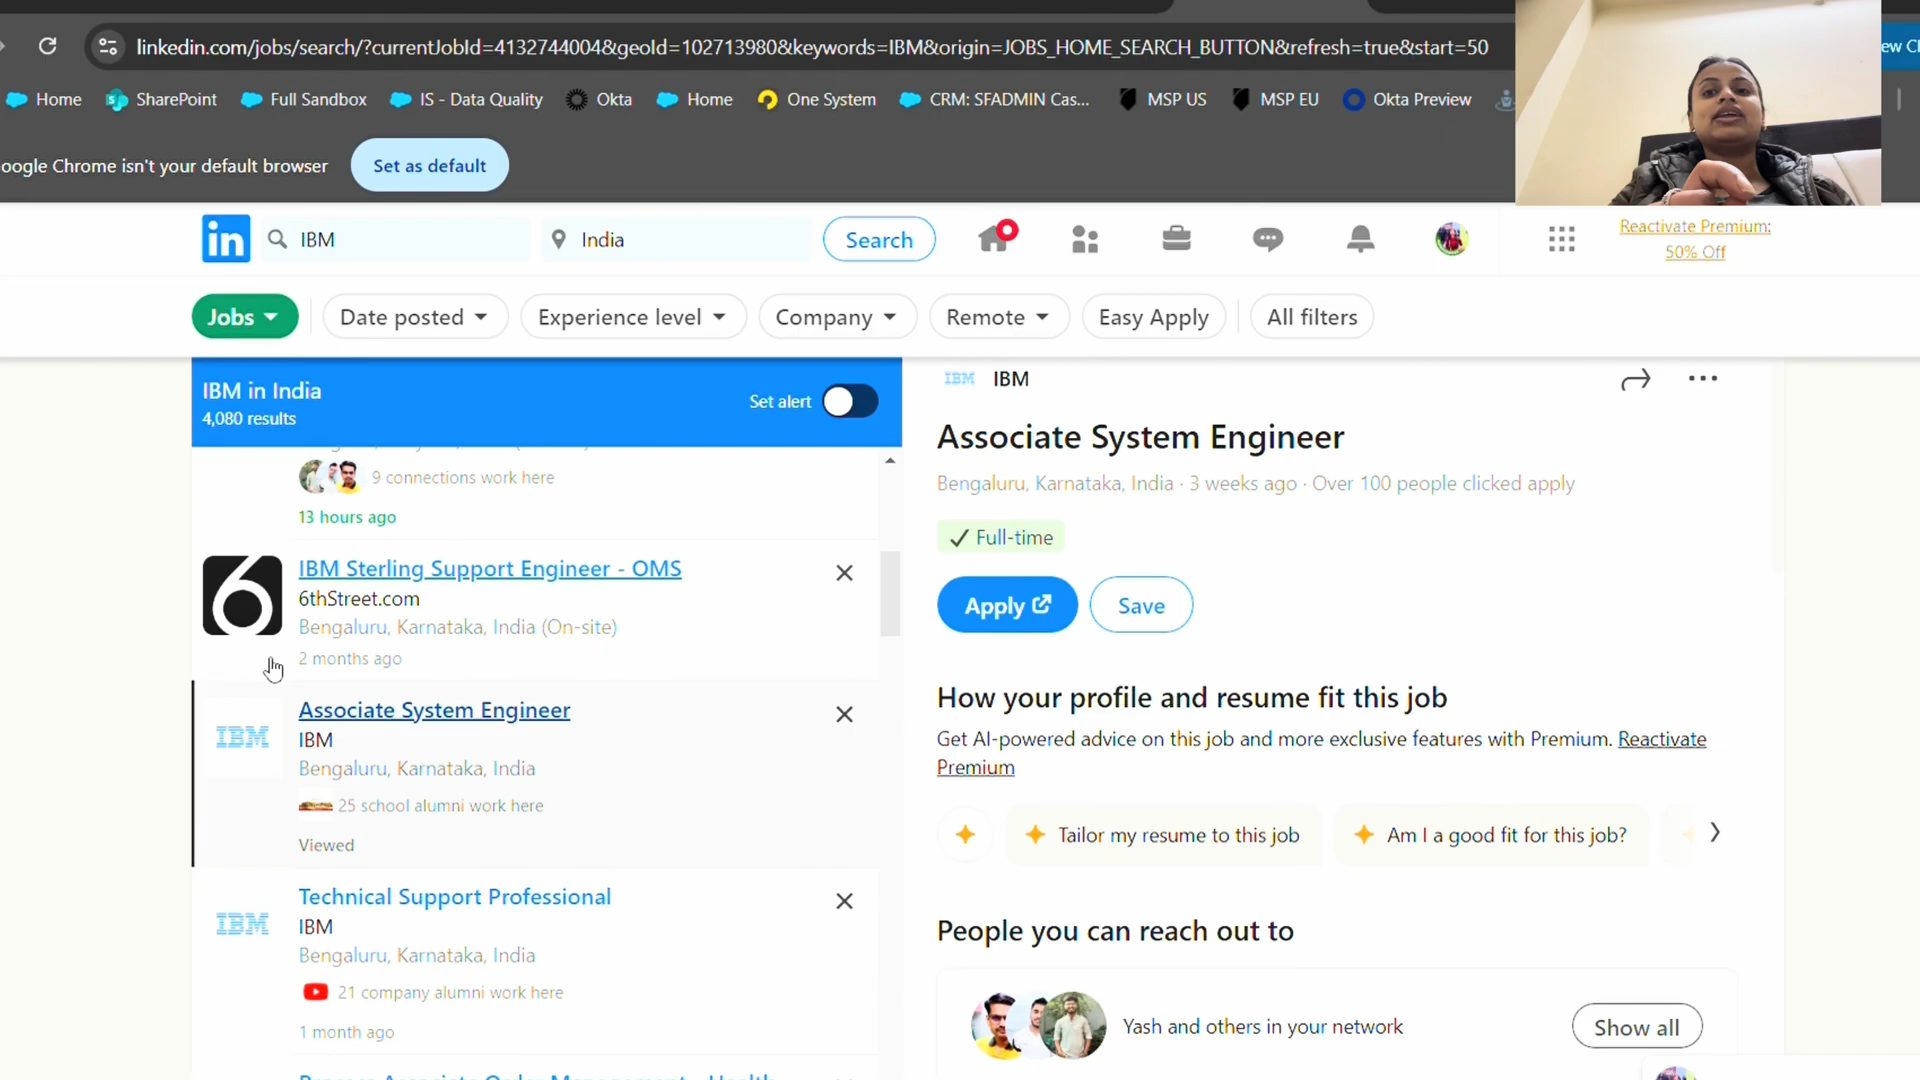 linkedin.com/jobs/search/?currentJobId=4132744004&geoId=102713980&keywords=IBM&origin=JOBS_HOME_SEARCH_BUTTON&refresh=true&start=50
ew Cl
Home
SharePoint
Full Sandbox
IS - Data Quality
Okta
Home
One System
CRM: SFADMIN Cas...
MSP US
MSP EU
Okta Preview
oogle Chrome isn't your default browser
Set as default
in
IBM
India
Search
Reactivate Premium:
50% Off
Jobs
Date posted
Experience level
Company
Remote
Easy Apply
All filters
IBM in India
4,080 results
Set alert
9 connections work here
13 hours ago
6
IBM Sterling Support Engineer - OMS
6thStreet.com
Bengaluru, Karnataka, India (On-site)
2 months ago
IBM
Associate System Engineer
IBM
Bengaluru, Karnataka, India
25 school alumni work here
Viewed
IBM
Technical Support Professional
IBM
Bengaluru, Karnataka, India
21 company alumni work here
1 month ago
IBM
IBM
Associate System Engineer
Bengaluru, Karnataka, India · 3 weeks ago · Over 100 people clicked apply
Full-time
Apply
Save
How your profile and resume fit this job
Get AI-powered advice on this job and more exclusive features with Premium. Reactivate
Premium
Tailor my resume to this job
Am I a good fit for this job?
People you can reach out to
Yash and others in your network
Show all